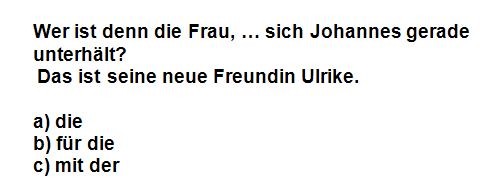 Wer ist denn die Frau, … sich Johannes gerade
unterhält?
Das ist seine neue Freundin Ulrike.
a) die
b) für die
c) mit der